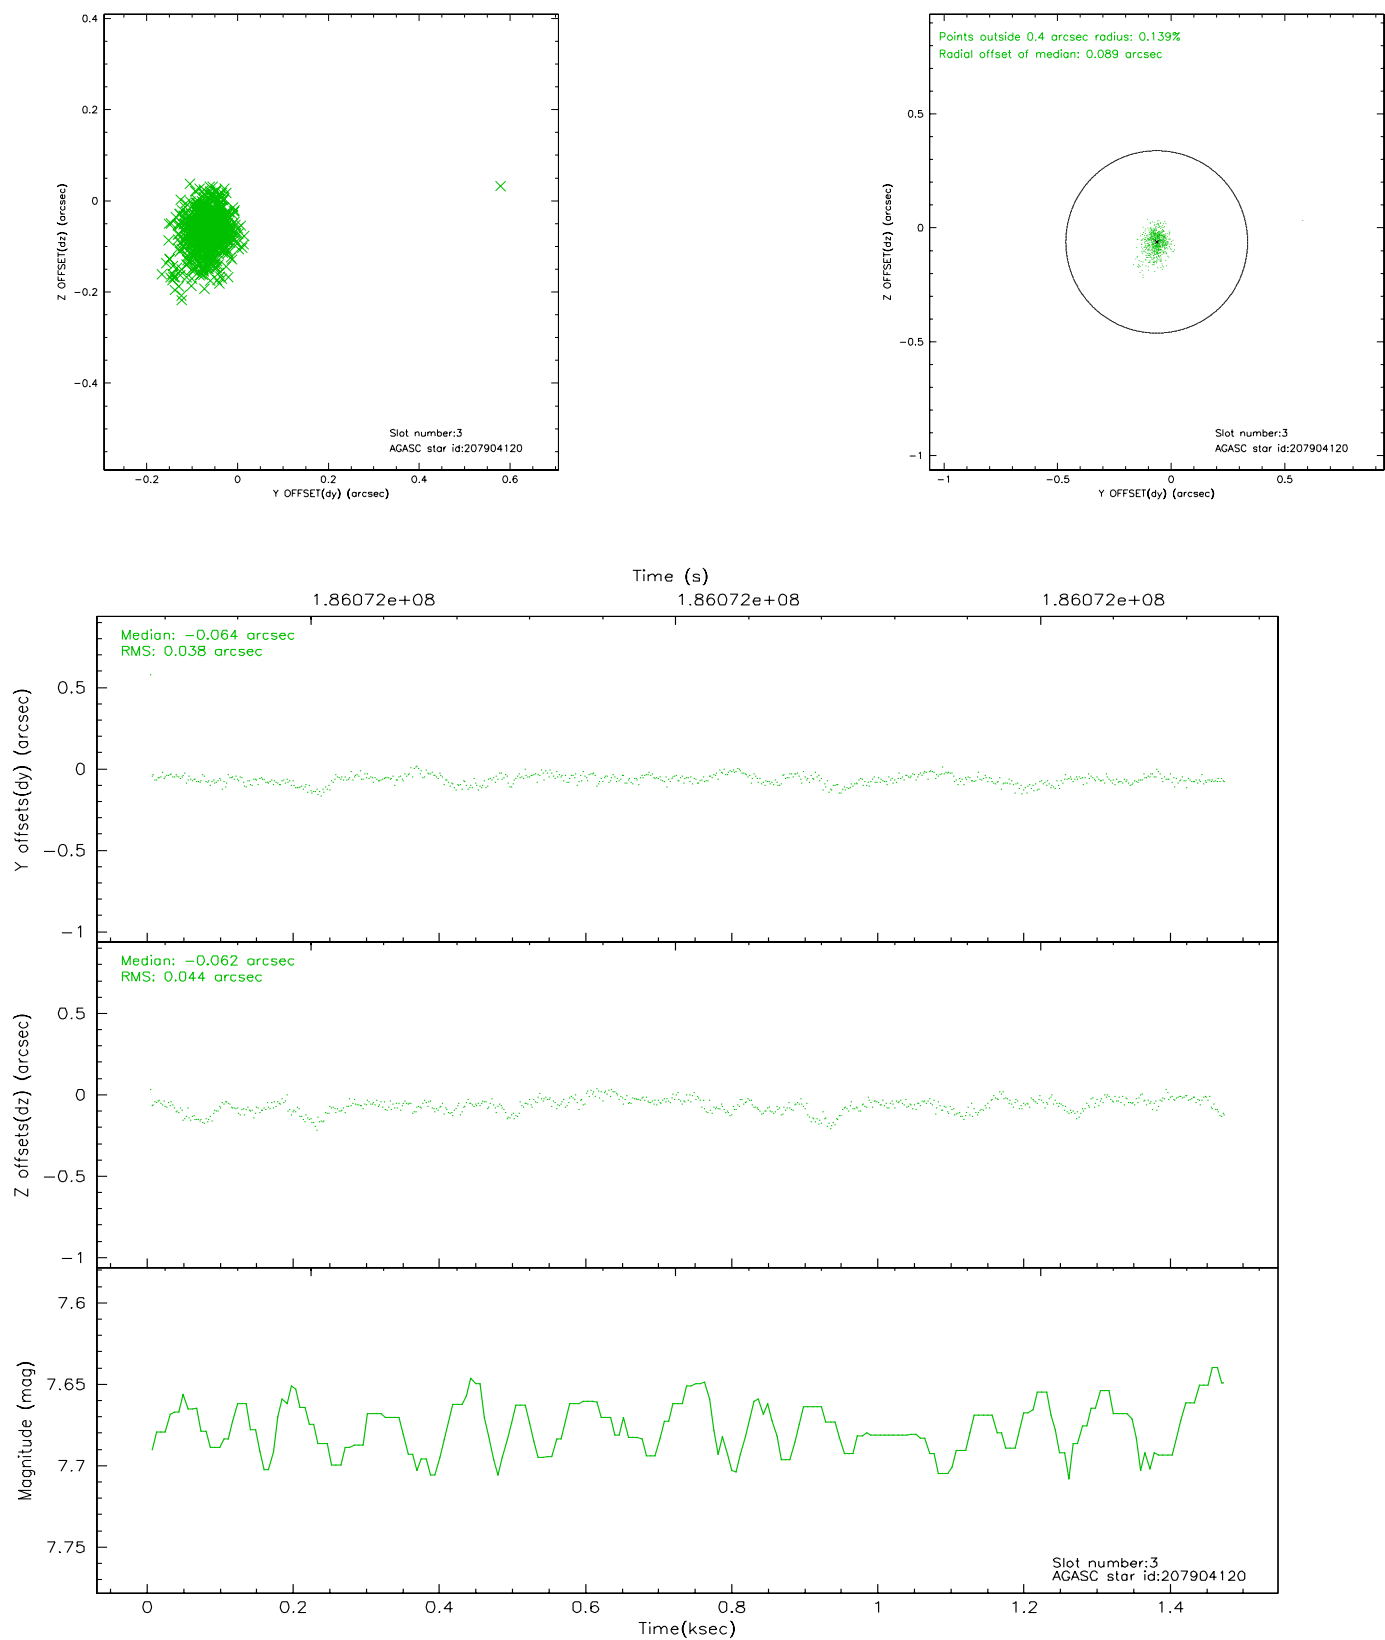 0.4
0.2
0
−0.2
−0.4
Z OFFSET(dz) (arcsec)
Slot number:3
AGASC star id:207904120
−0.2
0
0.2
0.4
0.6
Y OFFSET(dy) (arcsec)
Points outside 0.4 arcsec radius: 0.139%
Radial offset of median: 0.089 arcsec
0.5
0
−0.5
−1
Z OFFSET(dz) (arcsec)
Slot number:3
AGASC star id:207904120
−1
−0.5
0
0.5
Y OFFSET(dy) (arcsec)
Time (s)
1.86072e+08
1.86072e+08
1.86072e+08
Median: −0.064 arcsec
RMS: 0.038 arcsec
0.5
0
−0.5
−1
Y offsets(dy) (arcsec)
Median: −0.062 arcsec
RMS: 0.044 arcsec
0.5
0
−0.5
−1
Z offsets(dz) (arcsec)
7.6
7.65
7.7
7.75
Magnitude (mag)
Slot number:3
AGASC star id:207904120
0
0.2
0.4
0.6
0.8
1
1.2
1.4
Time(ksec)